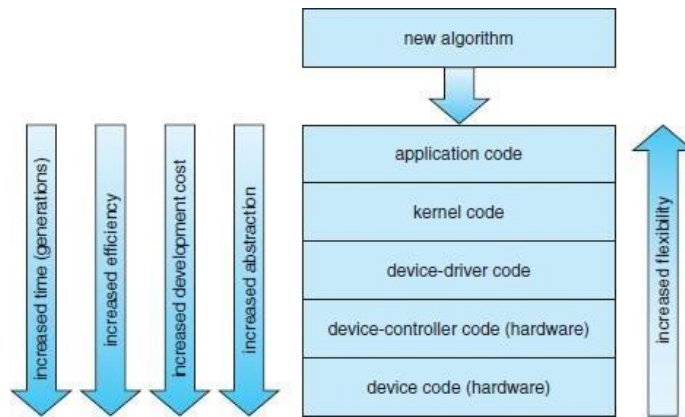 new algorithm
increased time (generations)
increased efficiency
increased development cost
increased abstraction
application code
kernel code
device-driver code
device-controller code (hardware)
device code (hardware)
increased flexibility